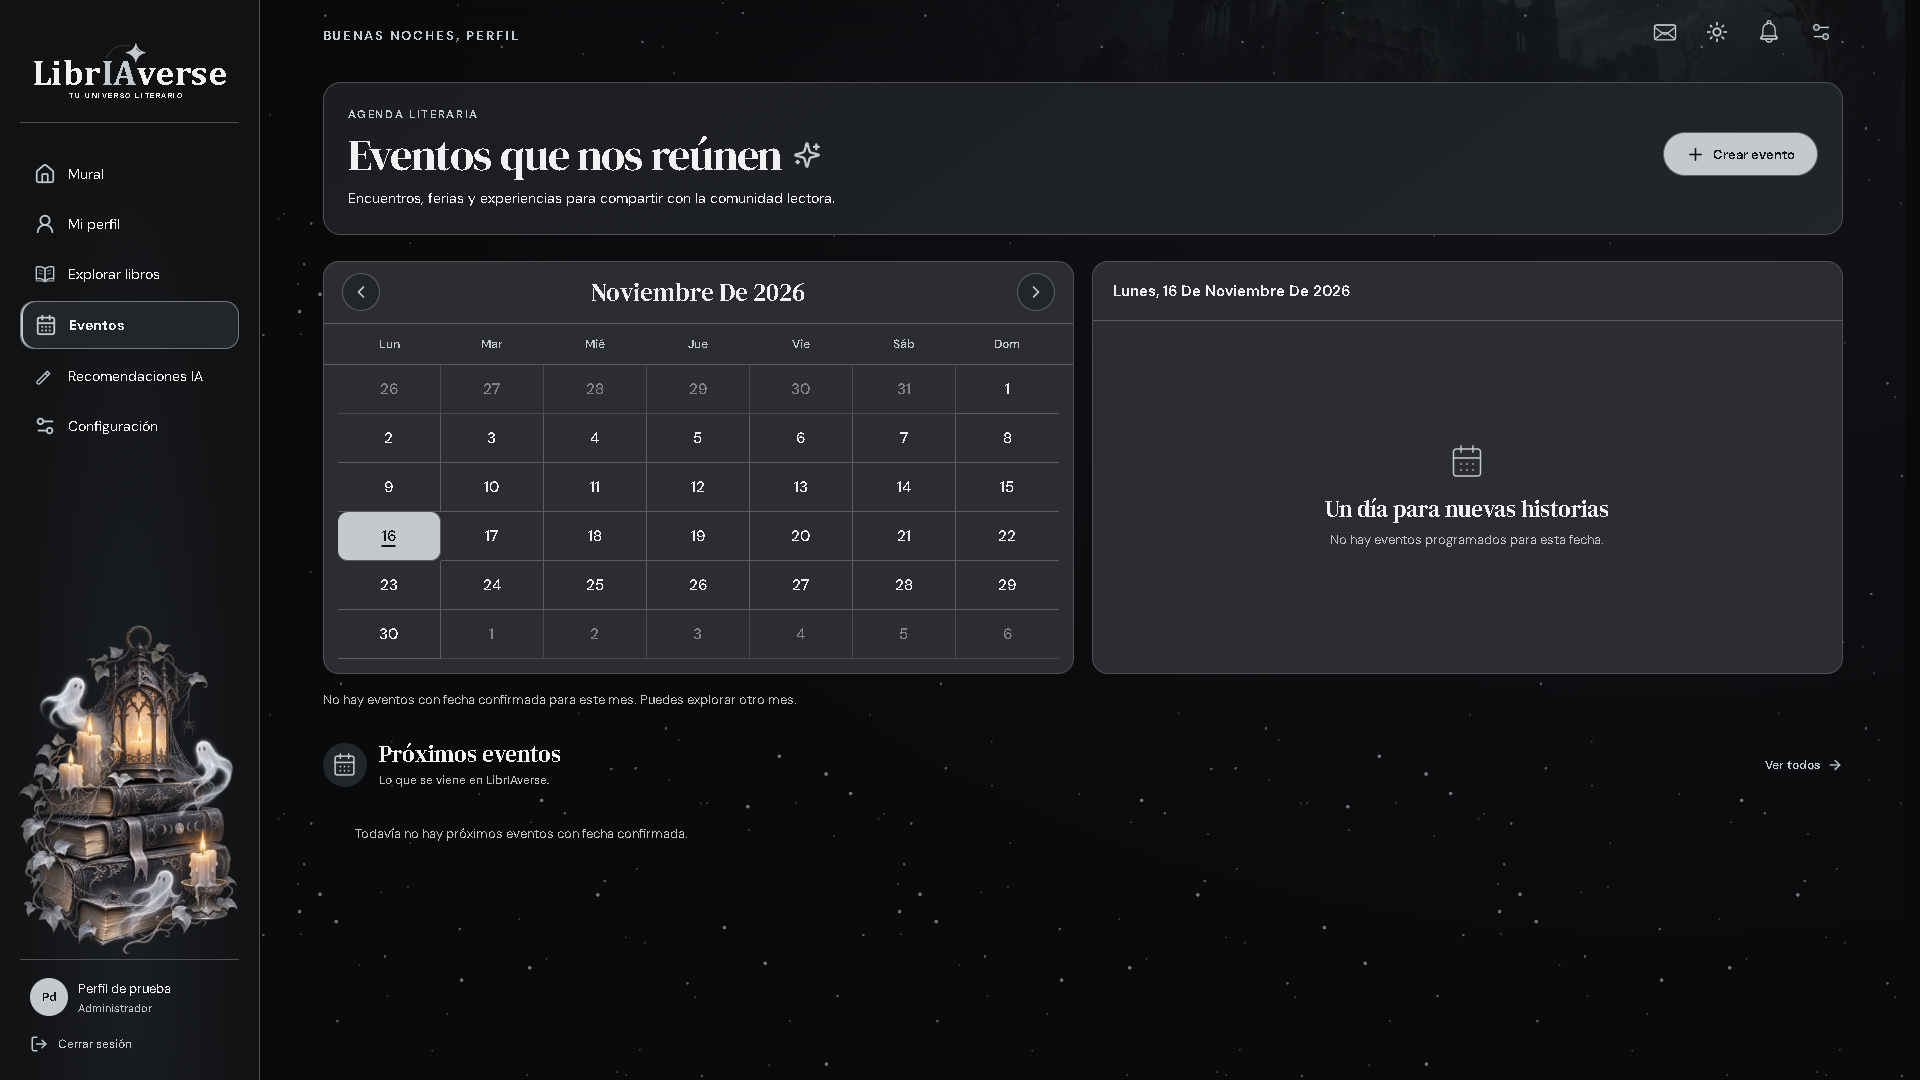 LibrIAverse
TU UNIVERSO LITERARIO
Mural
Mi perfil
Explorar libros
Eventos
Recomendaciones IA
Configuración
Pd
Perfil de prueba
Administrador
Cerrar sesión
BUENAS NOCHES, PERFIL
AGENDA LITERARIA
Eventos que nos reúnen
Encuentros, ferias y experiencias para compartir con la comunidad lectora.
Crear evento
Noviembre De 2026
Lun Mar Mié Jue Vie Sáb Dom
26 27 28 29 30 31 1
2 3 4 5 6 7 8
9 10 11 12 13 14 15
16 17 18 19 20 21 22
23 24 25 26 27 28 29
30 1 2 3 4 5 6
Lunes, 16 De Noviembre De 2026
Un día para nuevas historias
No hay eventos programados para esta fecha.
No hay eventos con fecha confirmada para este mes. Puedes explorar otro mes.
Próximos eventos
Lo que se viene en LibrIAverse.
Ver todos
Todavía no hay próximos eventos con fecha confirmada.